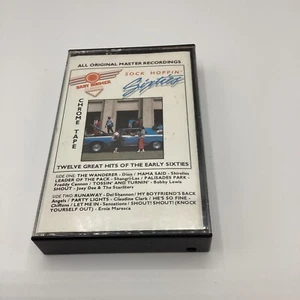 ALL ORIGINAL MASTER RECORDINGS
BABY BOOMER
SOCK HOPPIN'
Sixties
CHROME TAPE
TWELVE GREAT HITS OF THE EARLY SIXTIES
SIDE ONE: THE WANDERER - Dion / MAMA SAID - Shirelles
LEADER OF THE PACK - Shangri-Las / PALISADES PARK -
Freddy Cannon / TOSSIN' AND TURNIN' - Bobby Lewis
SHOUT - Joey Dee & The Starliters
SIDE TWO: RUNAWAY - Del Shannon / MY BOYFRIEND'S BACK
Angels / PARTY LIGHTS - Claudine Clark / HE'S SO FINE -
Chiffons / LET ME IN - Sensations / SHOUT! SHOUT! (KNOCK
YOURSELF OUT) - Ernie Maresca